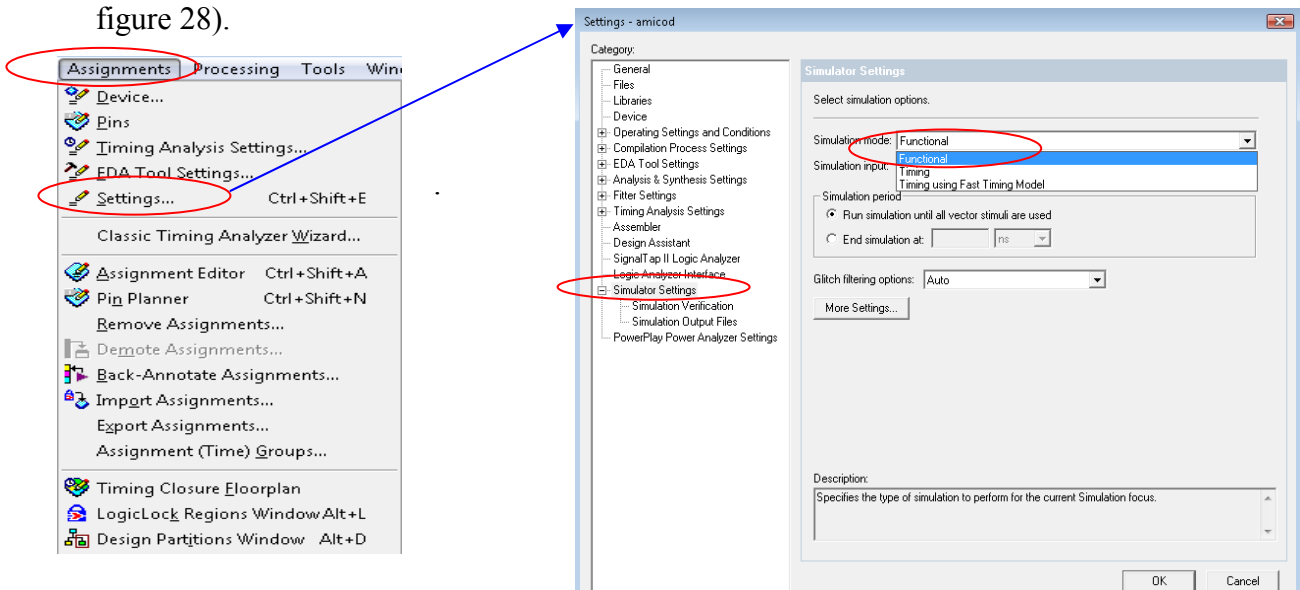 figure 28).
Assignments Processing Tools Win
Device...
Pins
Timing Analysis Settings...
EDA Tool Settings...
Settings... Ctrl+Shift+E
Classic Timing Analyzer Wizard...
Assignment Editor Ctrl+Shift+A
Pin Planner Ctrl+Shift+N
Remove Assignments...
Demote Assignments...
Back-Annotate Assignments...
Import Assignments...
Export Assignments...
Assignment (Time) Groups...
Timing Closure Floorplan
LogicLock Regions Window Alt+L
Design Partitions Window Alt+D
.
Settings - amicod
Category:
General
Files
Libraries
Device
Operating Settings and Conditions
Compilation Process Settings
EDA Tool Settings
Analysis & Synthesis Settings
Fitter Settings
Timing Analysis Settings
Assembler
Design Assistant
SignalTap II Logic Analyzer
Logic Analyzer Interface
Simulator Settings
Simulation Verification
Simulation Output Files
PowerPlay Power Analyzer Settings
Simulator Settings
Select simulation options.
Simulation mode: Functional
Functional
Simulation input: Timing
Timing using Fast Timing Model
Simulation period
Run simulation until all vector stimuli are used
End simulation at: ns
Glitch filtering options: Auto
More Settings...
Description:
Specifies the type of simulation to perform for the current Simulation focus.
OK Cancel